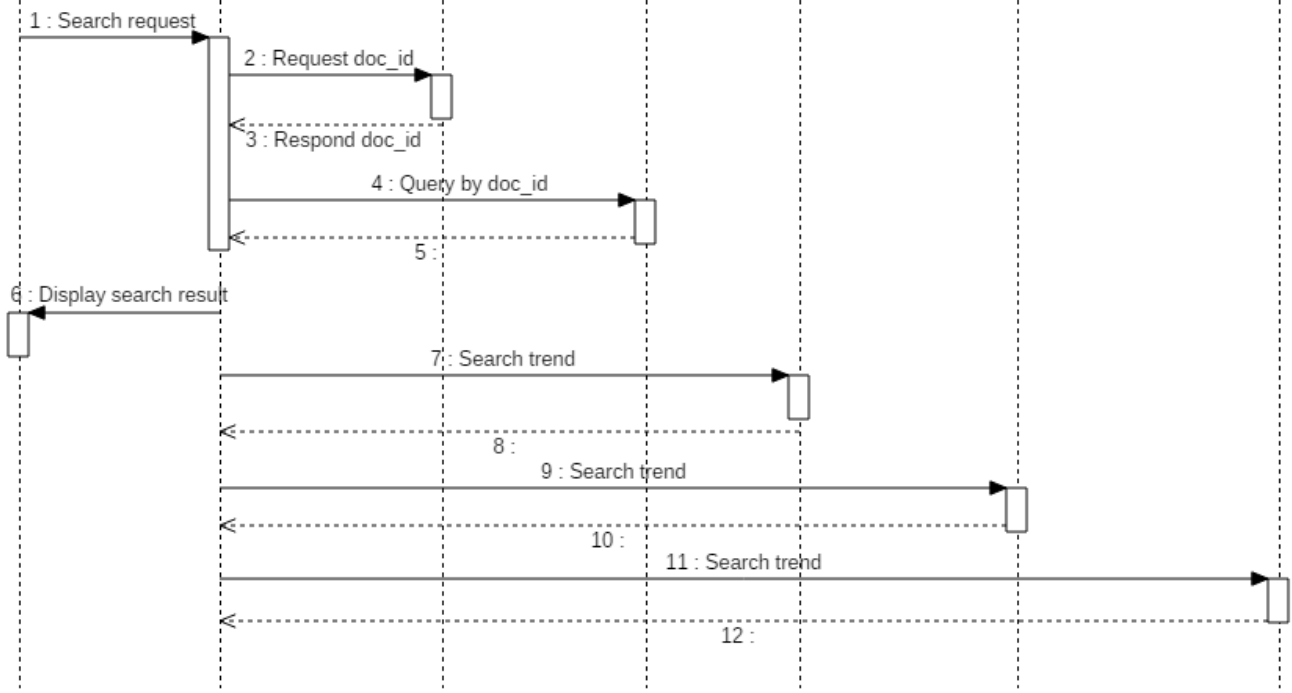 1 : Search request
2 : Request doc_id
3 : Respond doc_id
4 : Query by doc_id
5 :
6 : Display search result
7 : Search trend
8 :
9 : Search trend
10 :
11 : Search trend
12 :